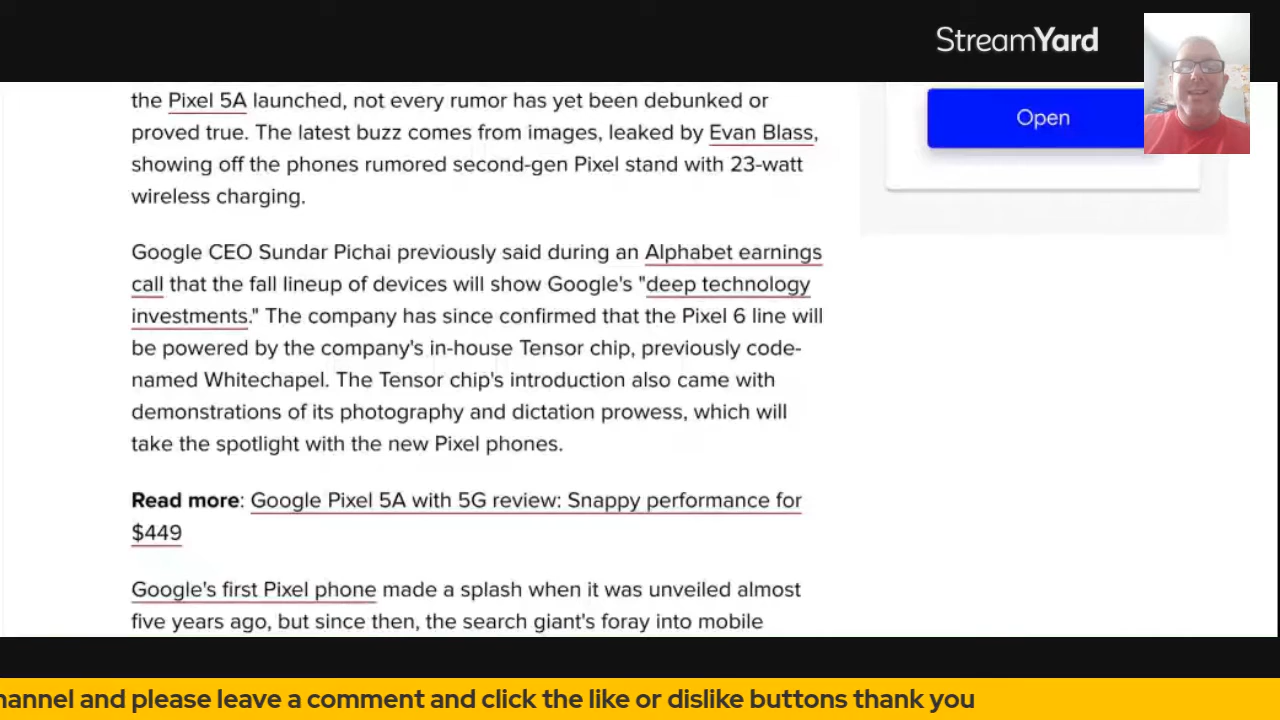 StreamYard
the Pixel 5A launched, not every rumor has yet been debunked or
proved true. The latest buzz comes from images, leaked by Evan Blass,
showing off the phones rumored second-gen Pixel stand with 23-watt
wireless charging.
Open
Google CEO Sundar Pichai previously said during an Alphabet earnings
call that the fall lineup of devices will show Google's "deep technology
investments." The company has since confirmed that the Pixel 6 line will
be powered by the company's in-house Tensor chip, previously code-
named Whitechapel. The Tensor chip's introduction also came with
demonstrations of its photography and dictation prowess, which will
take the spotlight with the new Pixel phones.
Read more: Google Pixel 5A with 5G review: Snappy performance for
$449
Google's first Pixel phone made a splash when it was unveiled almost
five years ago, but since then, the search giant's foray into mobile
hannel and please leave a comment and click the like or dislike buttons thank you